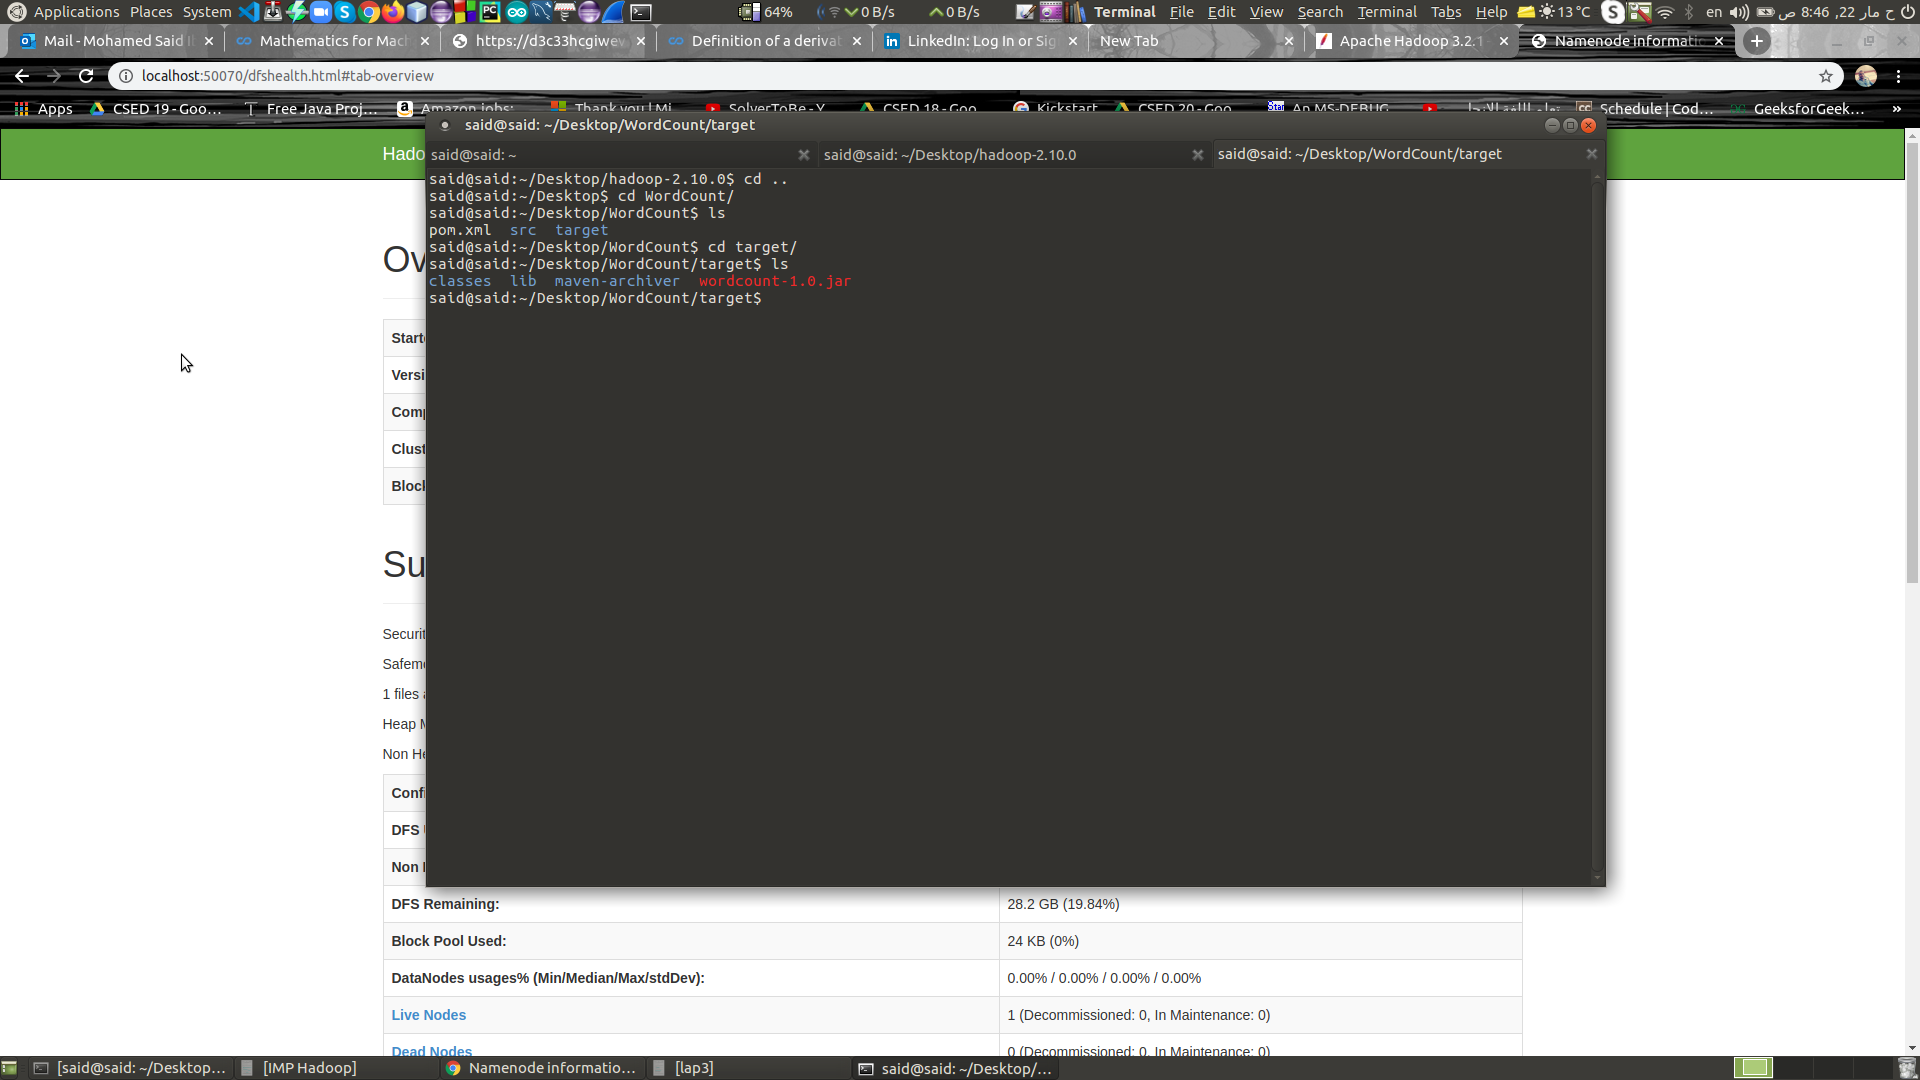 Applications Places System 64% 0 B/s 0 B/s Terminal File Edit View Search Terminal Tabs Help 13 °C en ح مار 22, 8:46 ص
Mail - Mohamed Said Mathematics for Mac https://d3c33hcgiwev Definition of a deriva LinkedIn: Log In or Sig New Tab Apache Hadoop 3.2.1 Namenode informati
localhost:50070/dfshealth.html#tab-overview
Apps CSED 19 - Goo... Free Java Proj... Amazon jobs: Thank you | Mi SolverToBe - Y CSED 18 - Goo Kickstart CSED 20 - Goo An MS-DEBUG Schedule | Cod... GeeksforGeek... »
said@said: ~/Desktop/WordCount/target
Hado
said@said: ~ said@said: ~/Desktop/hadoop-2.10.0 said@said: ~/Desktop/WordCount/target
said@said:~/Desktop/hadoop-2.10.0$ cd ..
said@said:~/Desktop$ cd WordCount/
said@said:~/Desktop/WordCount$ ls
pom.xml src target
said@said:~/Desktop/WordCount$ cd target/
said@said:~/Desktop/WordCount/target$ ls
classes lib maven-archiver wordcount-1.0.jar
said@said:~/Desktop/WordCount/target$
Ov
Start
Versi
Comp
Clust
Block
Su
Securit
Safem
1 files
Heap M
Non He
Confi
DFS
Non
DFS Remaining: 28.2 GB (19.84%)
Block Pool Used: 24 KB (0%)
DataNodes usages% (Min/Median/Max/stdDev): 0.00% / 0.00% / 0.00% / 0.00%
Live Nodes 1 (Decommissioned: 0, In Maintenance: 0)
Dead Nodes 0 (Decommissioned: 0, In Maintenance: 0)
[said@said: ~/Desktop... [IMP Hadoop] Namenode informatio... [lap3] said@said: ~/Desktop/...